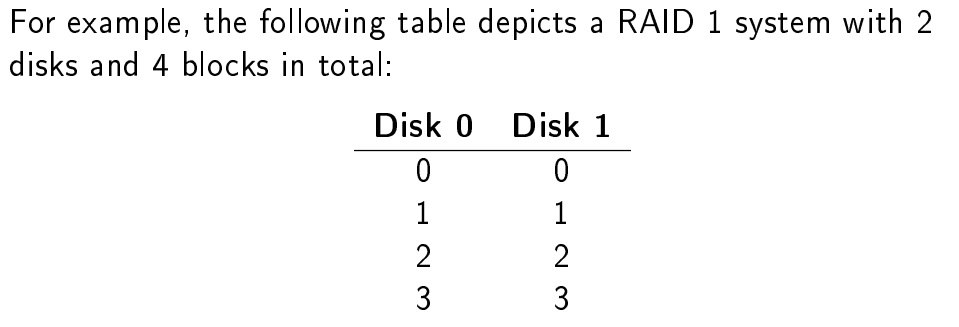 For example, the following table depicts a RAID 1 system with 2
disks and 4 blocks in total:
Disk 0 Disk 1
0 0
1 1
2 2
3 3